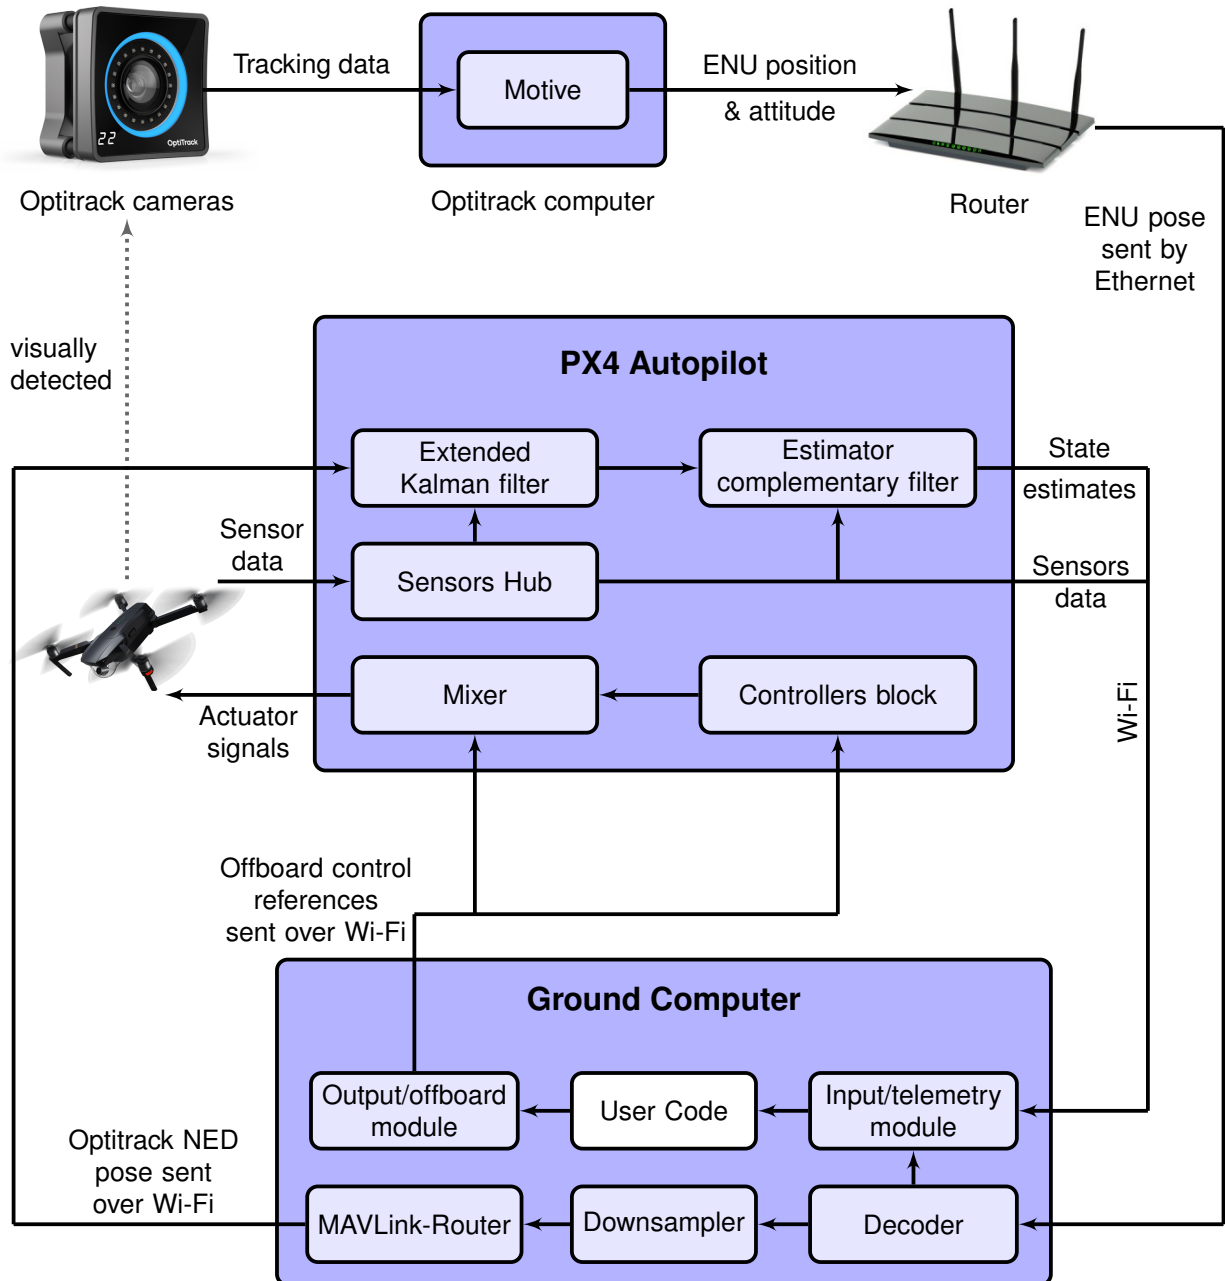 Tracking data
Motive
ENU position
& attitude
22
OptiTrack
Optitrack cameras
Optitrack computer
Router
ENU pose
sent by
Ethernet
visually
detected
PX4 Autopilot
Extended
Kalman filter
Estimator
complementary filter
State
estimates
Sensor
data
Sensors Hub
Sensors
data
Mixer
Controllers block
Actuator
signals
Wi-Fi
Offboard control
references
sent over Wi-Fi
Ground Computer
Output/offboard
module
User Code
Input/telemetry
module
Optitrack NED
pose sent
over Wi-Fi
MAVLink-Router
Downsampler
Decoder